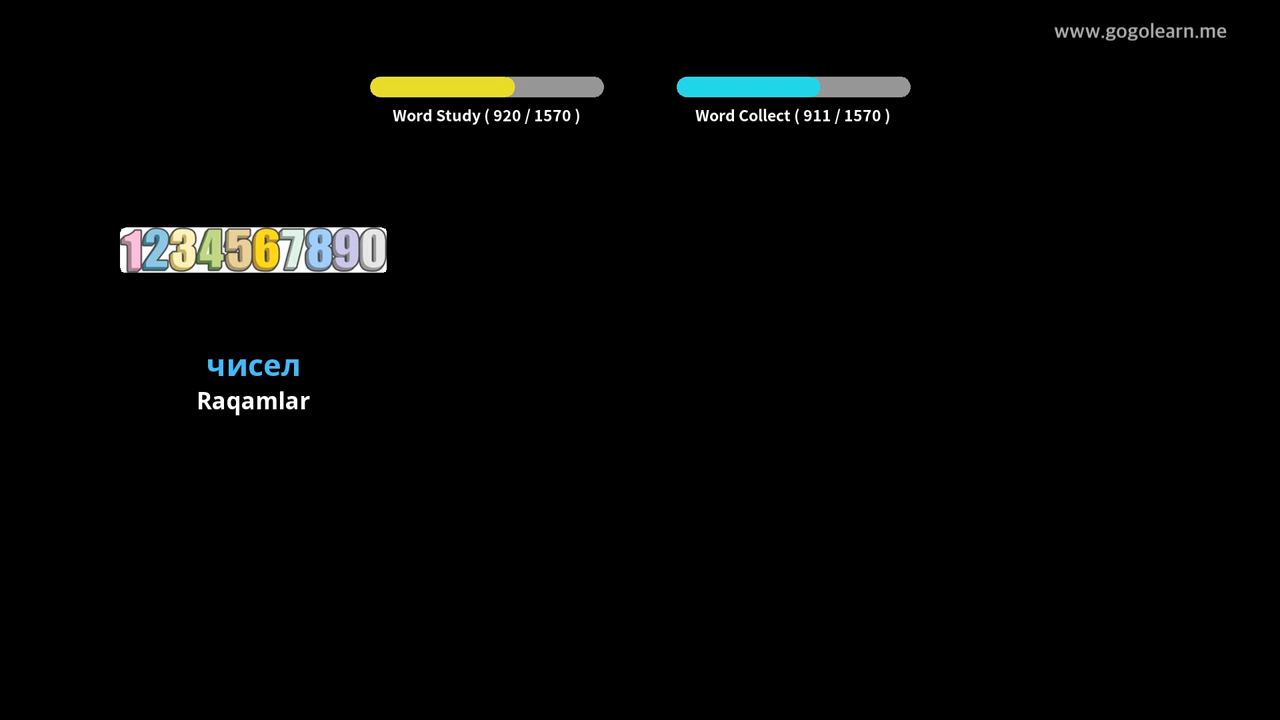 www.gogolearn.me
Word Study ( 920 / 1570 )
Word Collect ( 911 / 1570 )
1234567890
чисел
Raqamlar